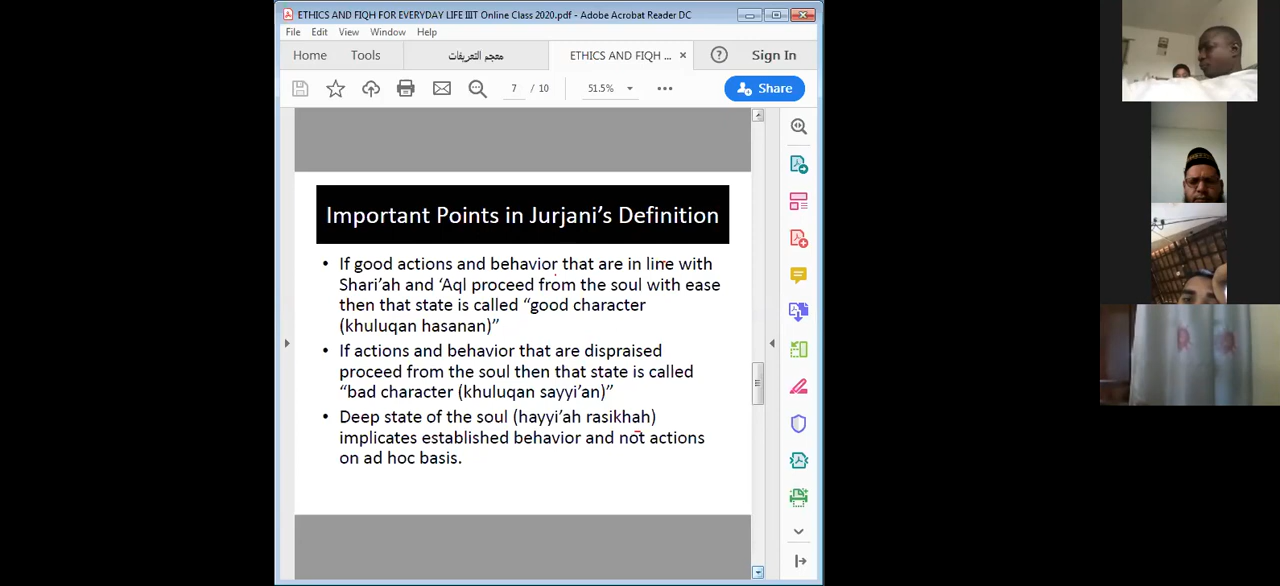 ETHICS AND FIQH FOR EVERYDAY LIFE IIIT Online Class 2020.pdf - Adobe Acrobat Reader DC
File Edit View Window Help
Home Tools معجم التعريفات ETHICS AND FIQH ... × ? Sign In
7 / 10 51.5% Share
Important Points in Jurjani’s Definition
• If good actions and behavior that are in line with
Shari’ah and ‘Aql proceed from the soul with ease
then that state is called “good character
(khuluqan hasanan)”
• If actions and behavior that are dispraised
proceed from the soul then that state is called
“bad character (khuluqan sayyi’an)”
• Deep state of the soul (hayyi’ah rasikhah)
implicates established behavior and not actions
on ad hoc basis.